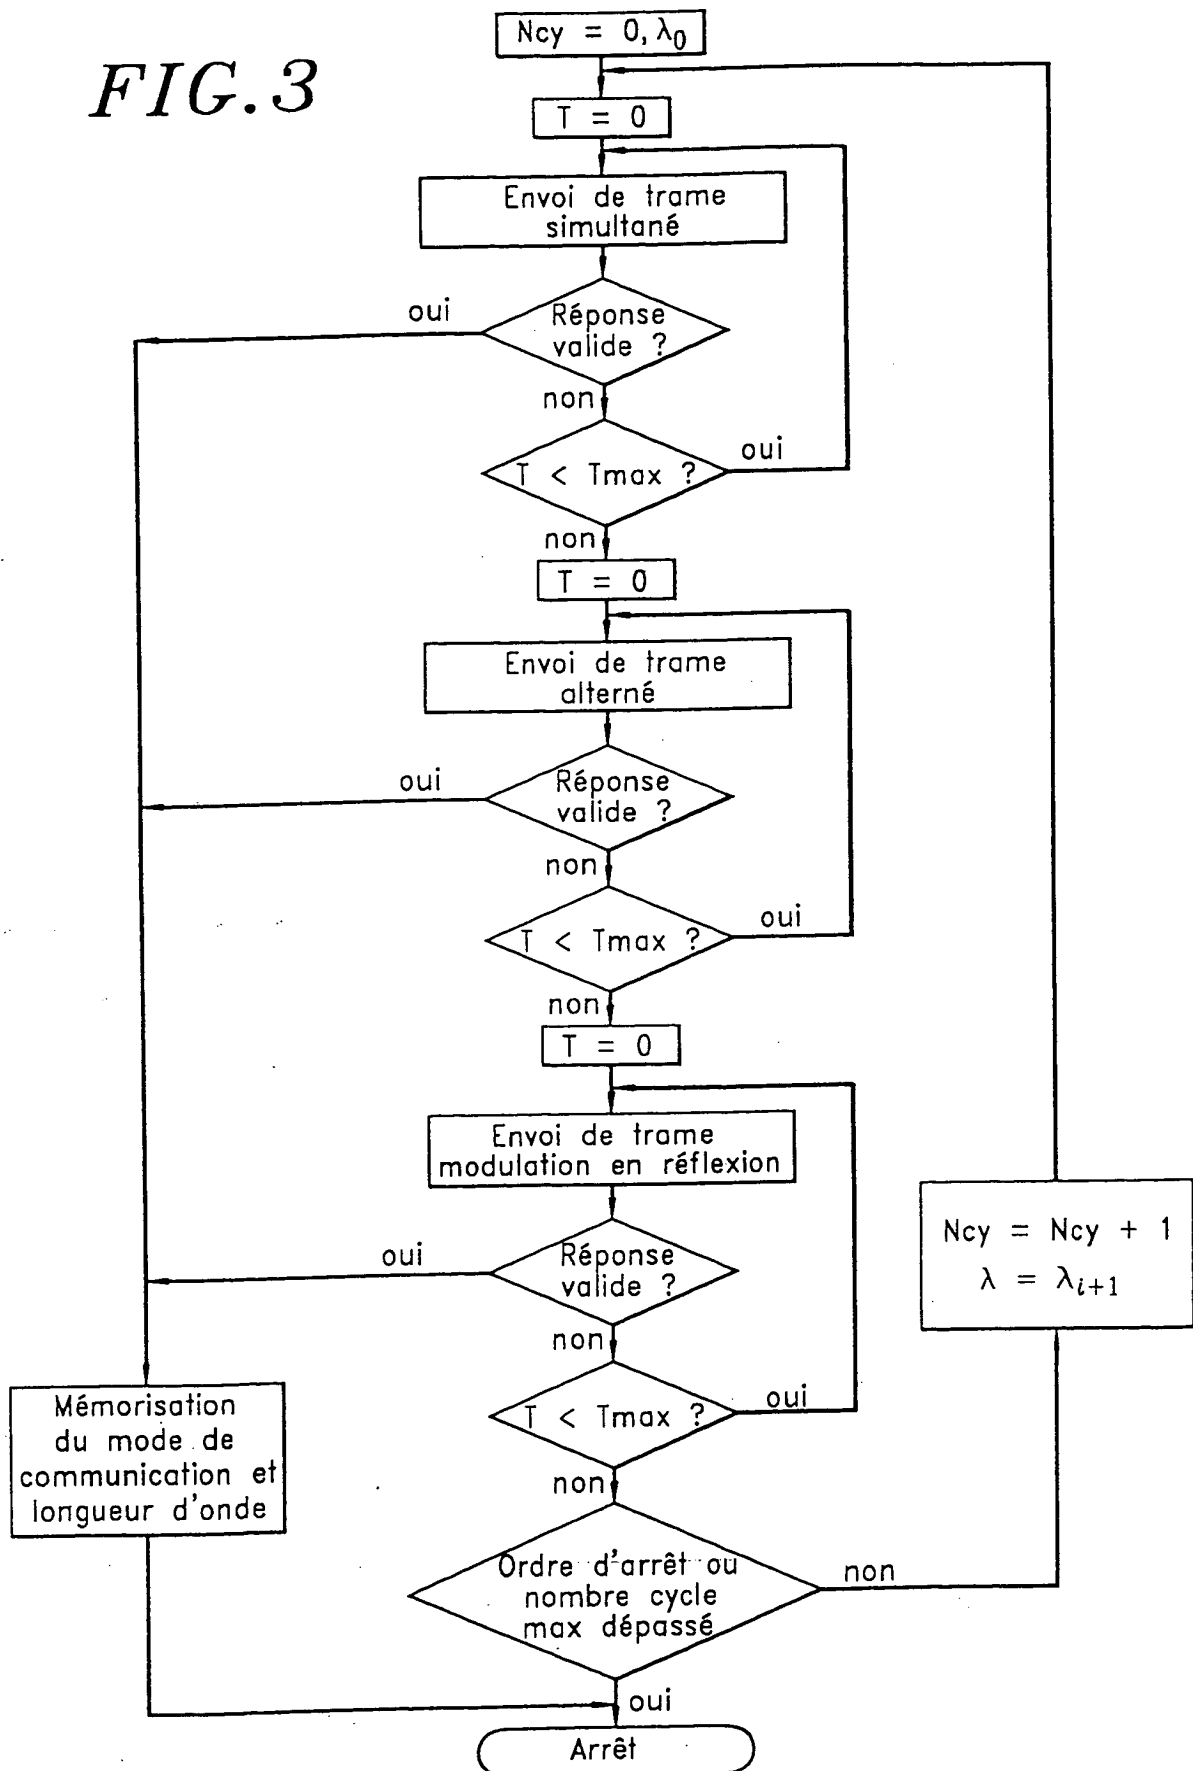 FIG.3
Ncy = 0, λ0
T = 0
Envoi de trame
simultané
Réponse
valide ?
oui
non
T < Tmax ?
oui
non
T = 0
Envoi de trame
alterné
Réponse
valide ?
oui
non
T < Tmax ?
oui
non
T = 0
Envoi de trame
modulation en réflexion
Réponse
valide ?
oui
non
T < Tmax ?
oui
non
Ncy = Ncy + 1
λ = λi+1
Mémorisation
du mode de
communication et
longueur d'onde
Ordre d'arrêt ou
nombre cycle
max dépassé
non
oui
Arrêt